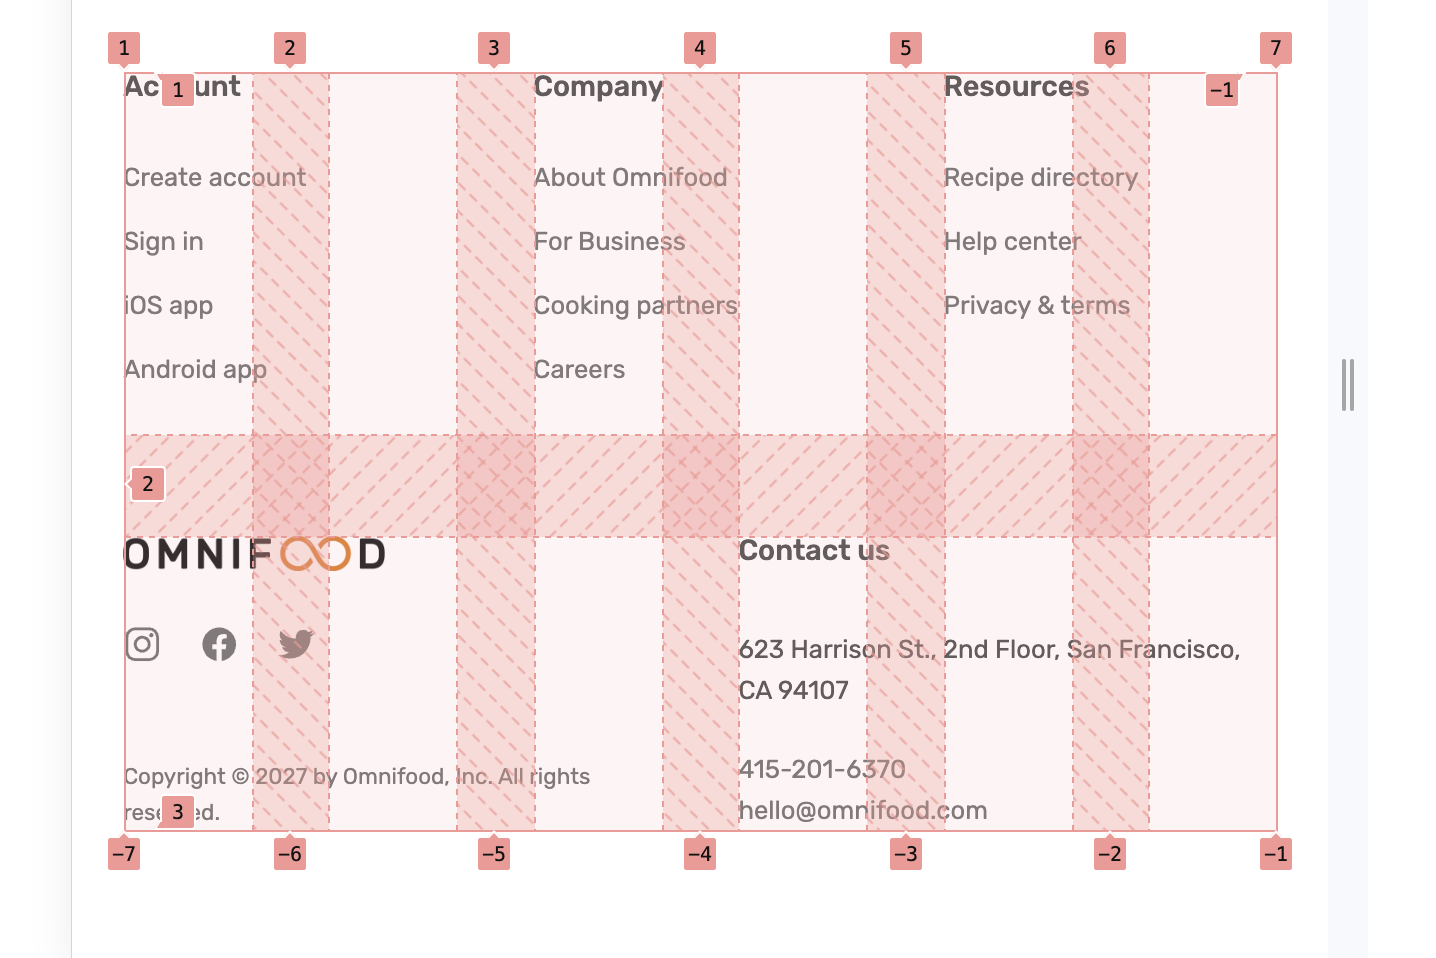 1 2 3 4 5 6 7
Ac 1 unt Company Resources −1
Create account About Omnifood Recipe directory
Sign in For Business Help center
iOS app Cooking partners Privacy & terms
Android app Careers
2
OMNIFOOD Contact us
623 Harrison St., 2nd Floor, San Francisco,
CA 94107
Copyright © 2027 by Omnifood, Inc. All rights 415-201-6370
rese 3 ed. hello@omnifood.com
−7 −6 −5 −4 −3 −2 −1